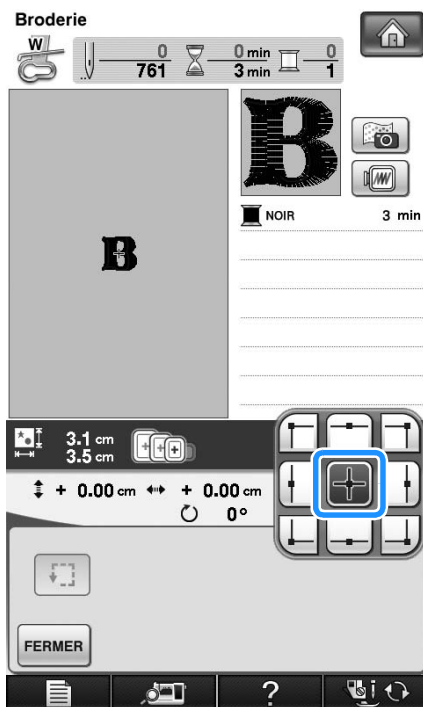 Broderie
W
0 0 min 0
761 3 min 1
B
NOIR 3 min
B
3.1 cm
3.5 cm
+ 0.00 cm + 0.00 cm
0°
FERMER
?